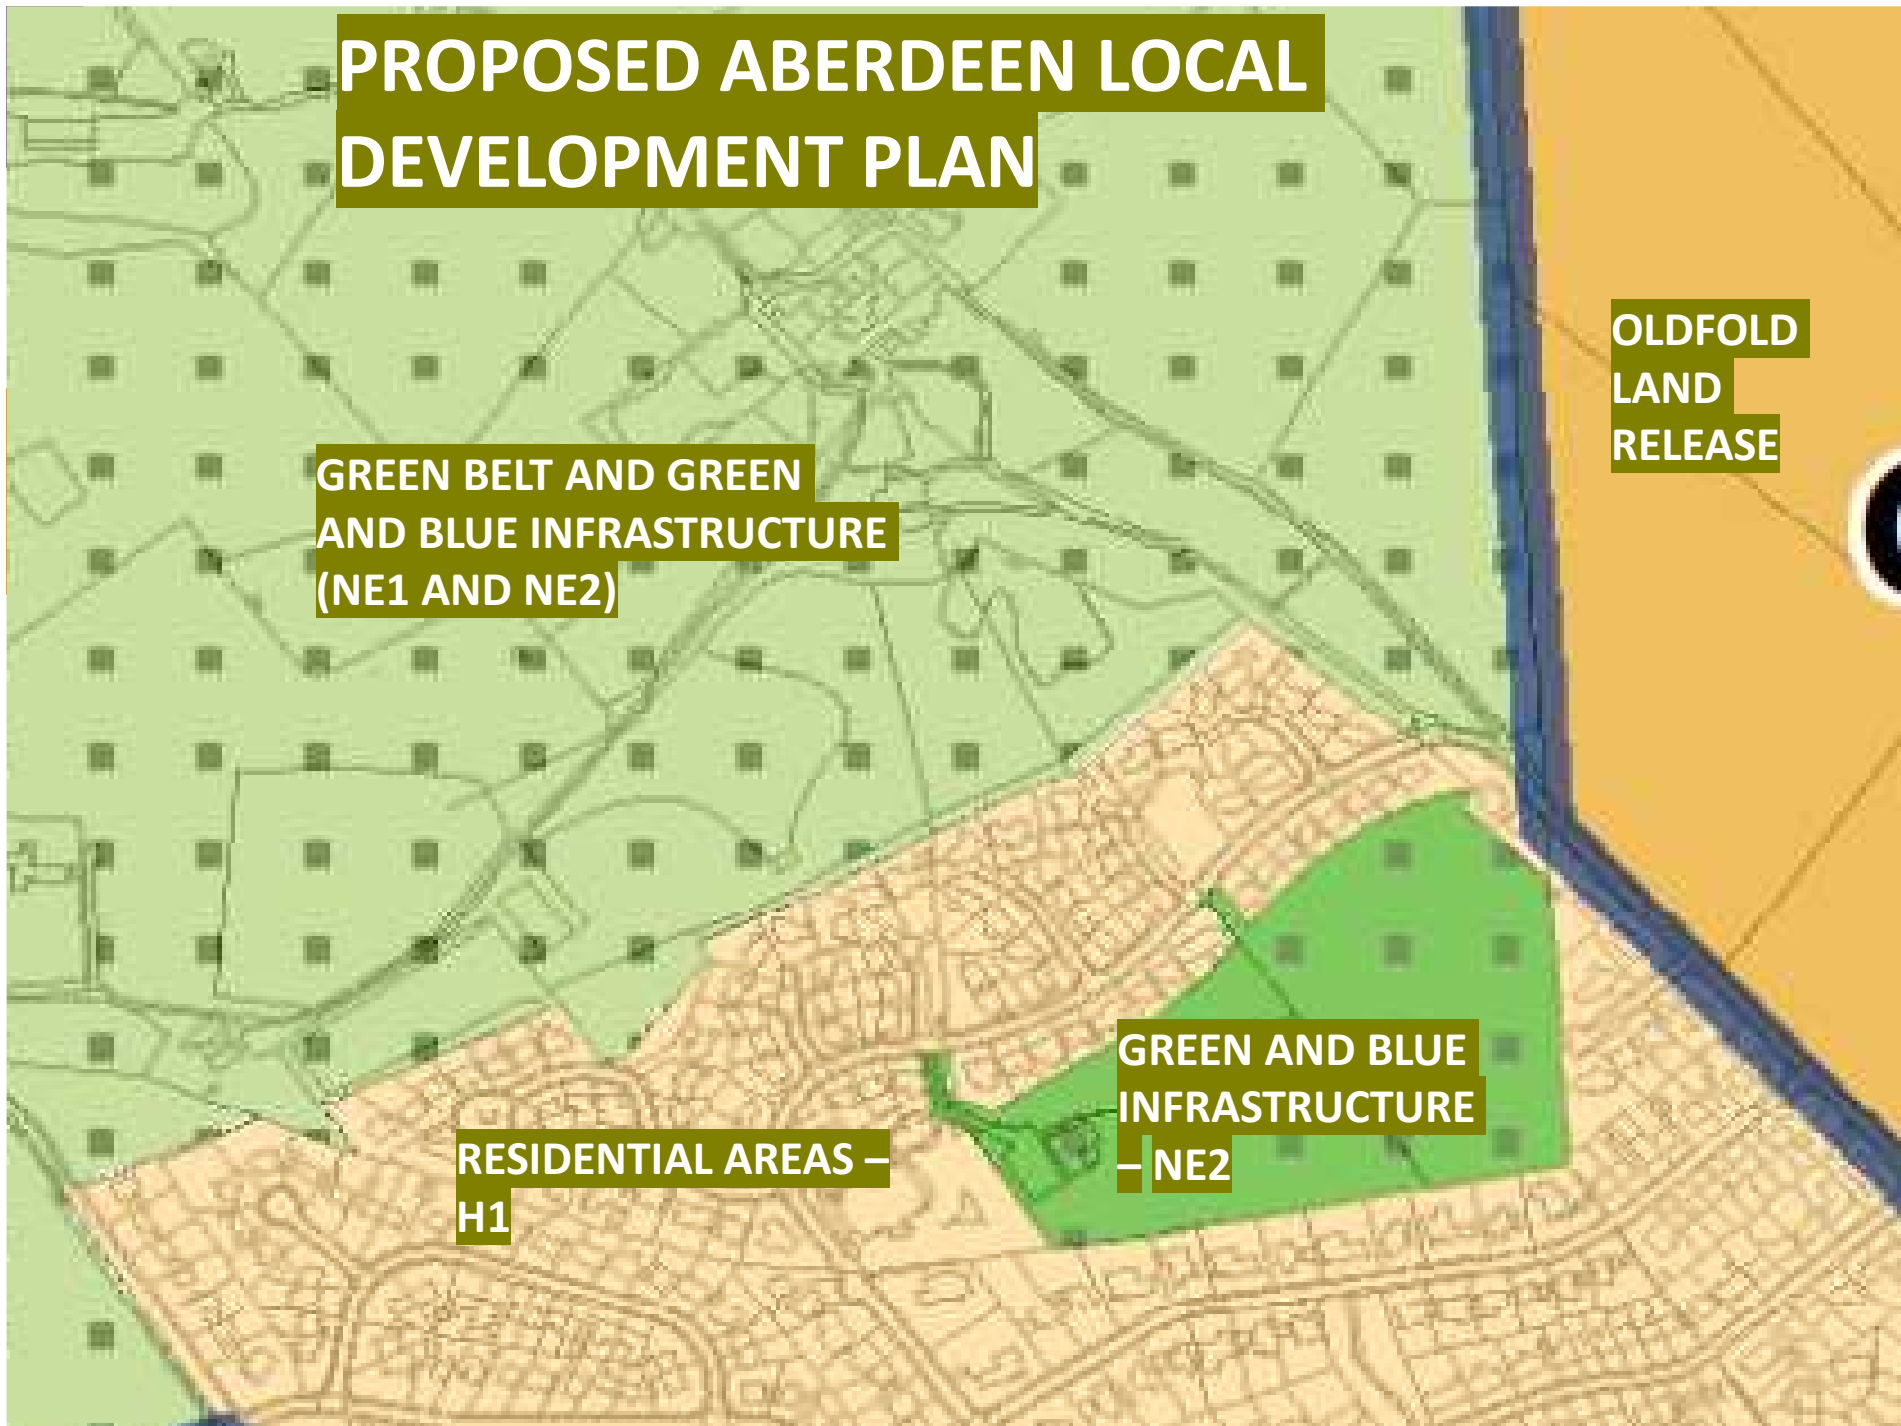 PROPOSED ABERDEEN LOCAL
DEVELOPMENT PLAN
OLDFOLD
LAND
RELEASE
GREEN BELT AND GREEN
AND BLUE INFRASTRUCTURE
(NE1 AND NE2)
GREEN AND BLUE
INFRASTRUCTURE
– NE2
RESIDENTIAL AREAS –
H1